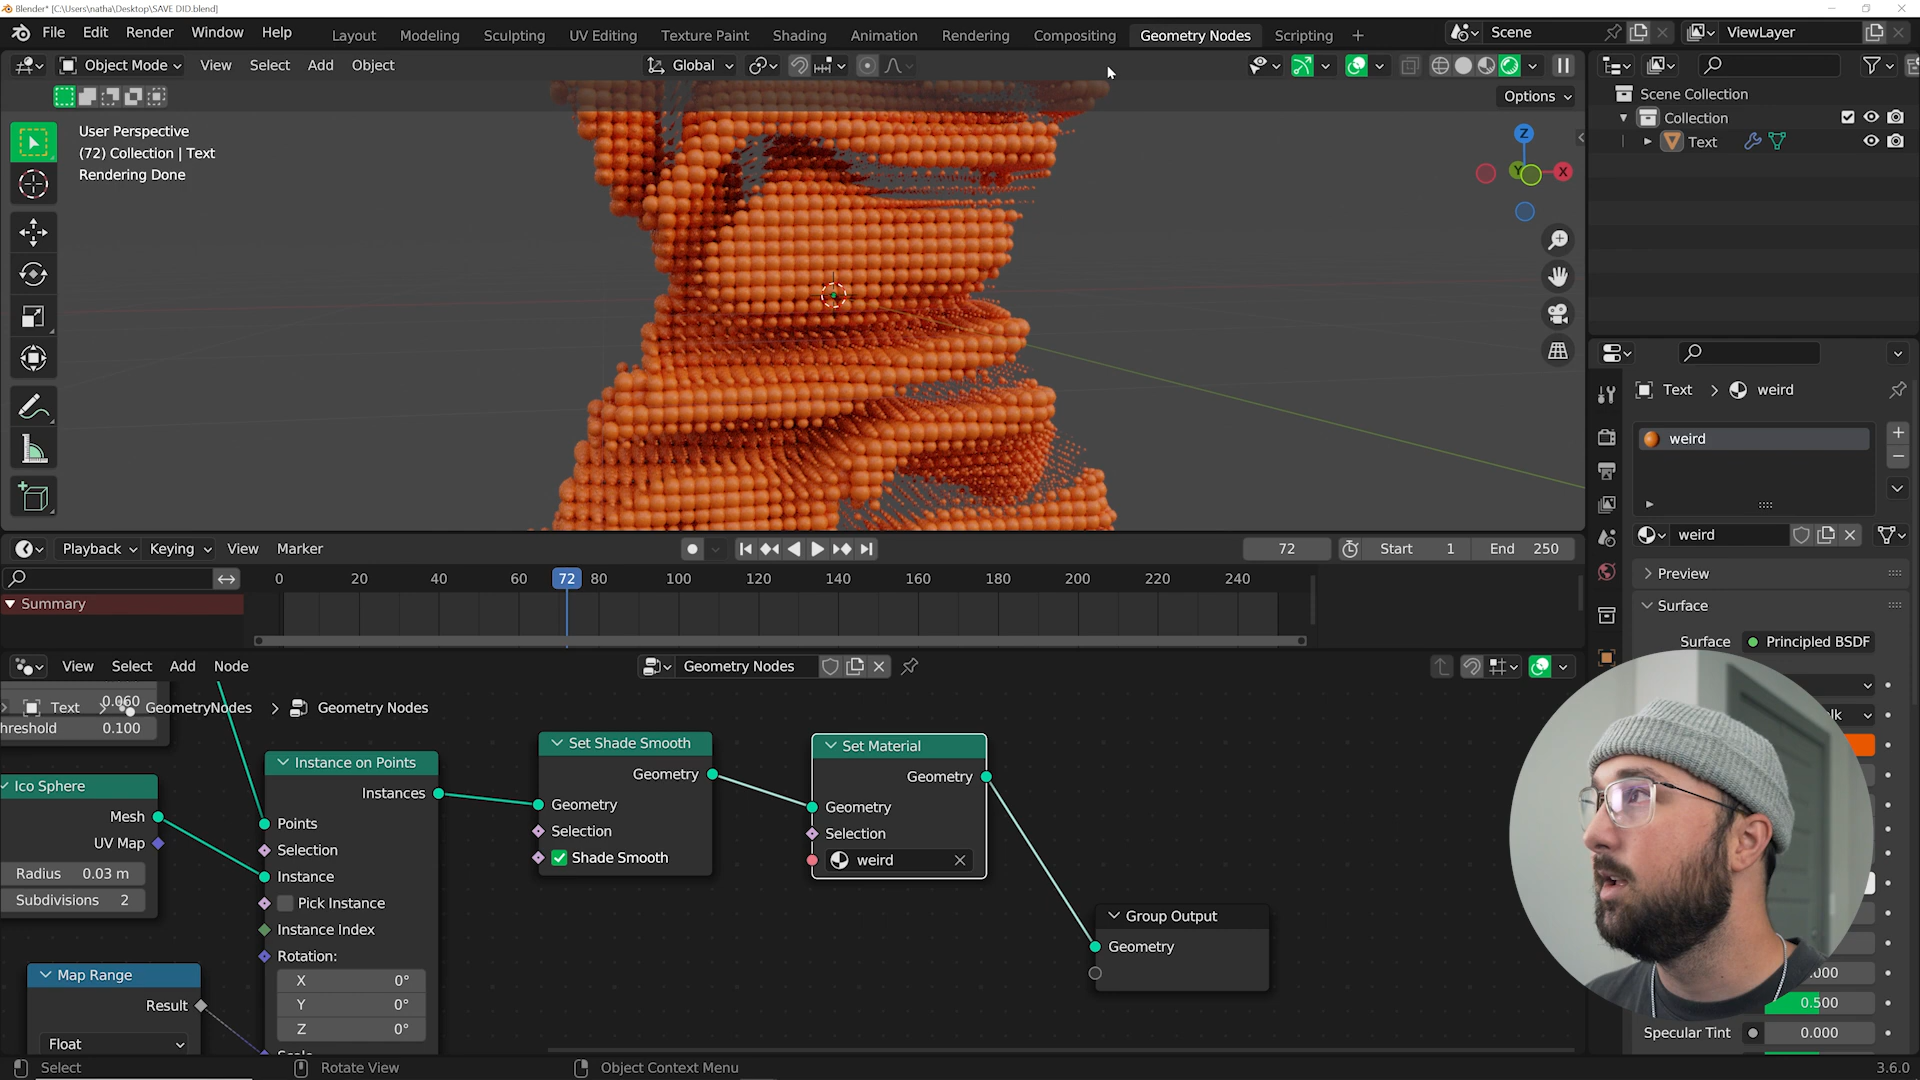 Blender* [C:\Users\natha\Desktop\SAVE DID.blend]
File Edit Render Window Help
Layout Modeling Sculpting UV Editing Texture Paint Shading Animation Rendering Compositing Geometry Nodes Scripting +
Scene
ViewLayer
Object Mode View Select Add Object
Global
Options
User Perspective
(72) Collection | Text
Rendering Done
Z
Y
X
Scene Collection
Collection
Text
Text > weird
weird
weird
Preview
Surface
Surface Principled BSDF
Playback Keying View Marker
72
Start 1
End 250
0 20 40 60 72 80 100 120 140 160 180 200 220 240
Summary
View Select Add Node
Geometry Nodes
0.060
Text > GeometryNodes > Geometry Nodes
hreshold 0.100
Ico Sphere
Mesh
UV Map
Radius 0.03 m
Subdivisions 2
Map Range
Result
Float
Instance on Points
Instances
Points
Selection
Instance
Pick Instance
Instance Index
Rotation:
X 0°
Y 0°
Z 0°
Set Shade Smooth
Geometry
Geometry
Selection
Shade Smooth
Set Material
Geometry
Geometry
Selection
weird
Group Output
Geometry
0.500
Specular Tint 0.000
Select
Rotate View
Object Context Menu
3.6.0